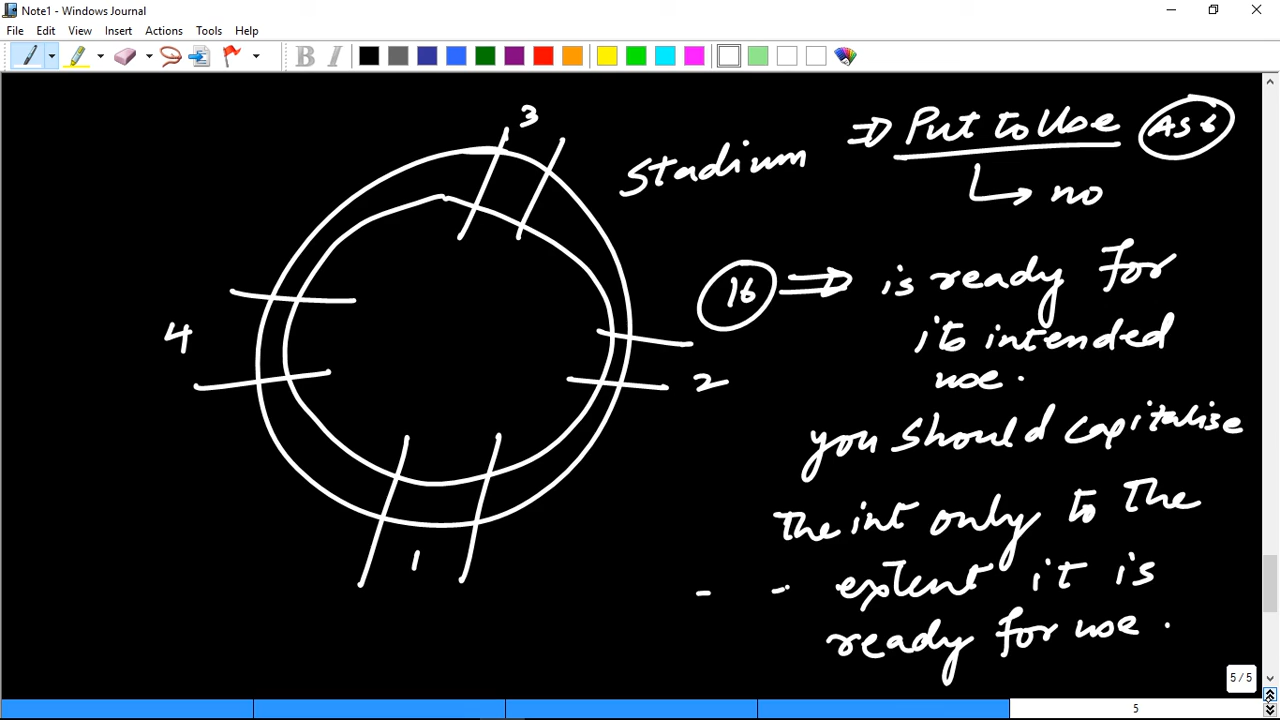 Note1 - Windows Journal
File Edit View Insert Actions Tools Help
B I
3
Stadium
⇒ Put to Use AS 6
→ no
16 ⇒ is ready for
its intended
use.
4
2
you should capitalise
the int only to the
extent it is
ready for use.
1
5 / 5
5